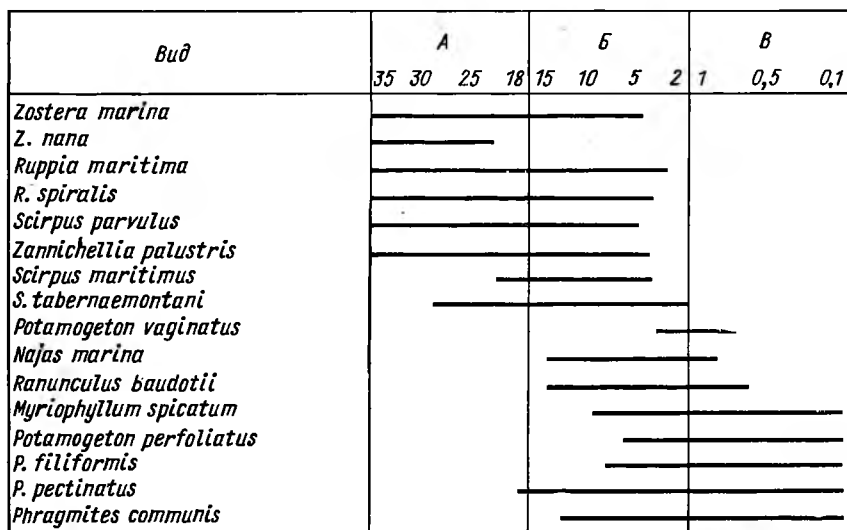 Вид А Б В
35 30 25 18 15 10 5 2 1 0,5 0,1
Zostera marina
Z. nana
Ruppia maritima
R. spiralis
Scirpus parvulus
Zannichellia palustris
Scirpus maritimus
S. tabernaemontani
Potamogeton vaginatus
Najas marina
Ranunculus baudotii
Myriophyllum spicatum
Potamogeton perfoliatus
P. filiformis
P. pectinatus
Phragmites communis